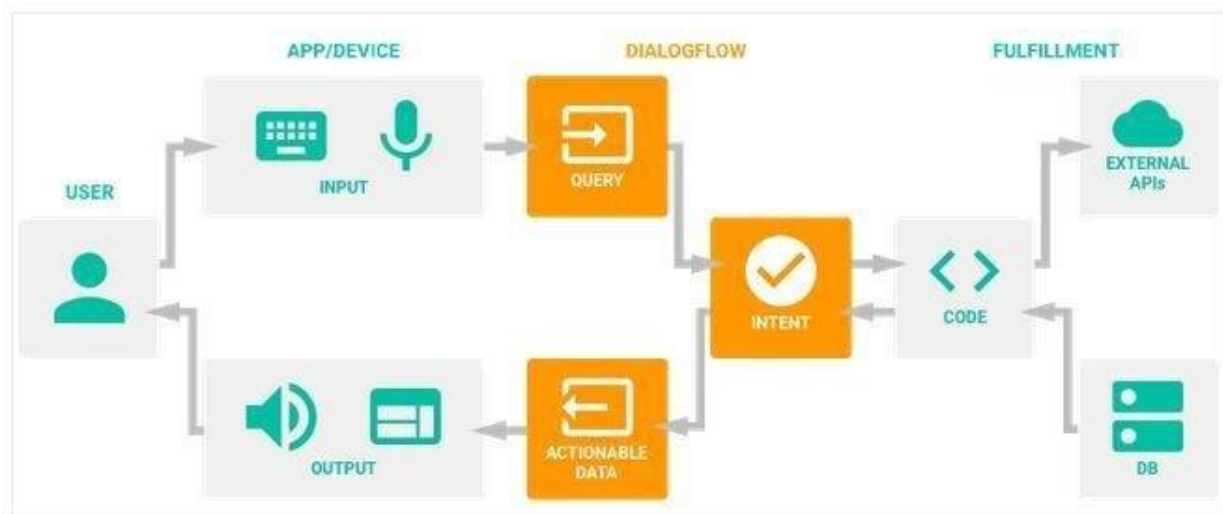 APP/DEVICE
DIALOGFLOW
FULFILLMENT
INPUT
QUERY
EXTERNAL
APIs
USER
INTENT
CODE
OUTPUT
ACTIONABLE
DATA
DB